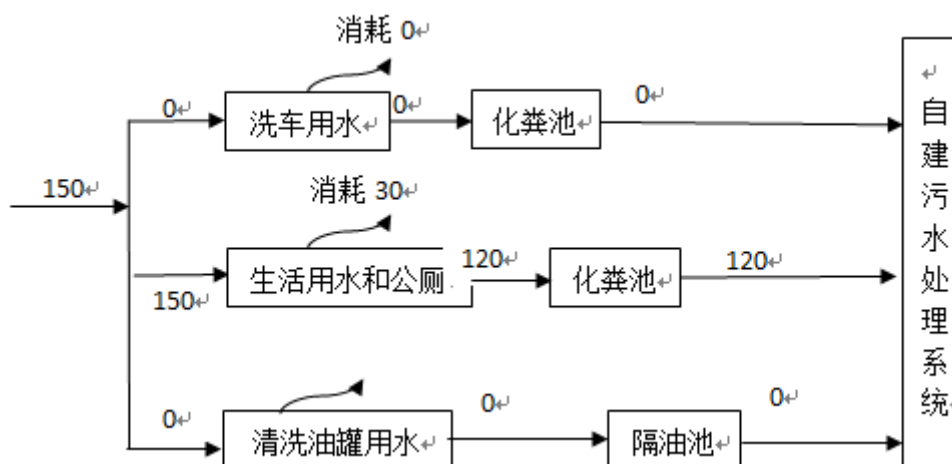 消耗 0
0
洗车用水
0
化粪池
0
150
消耗 30
150
生活用水和公厕
120
化粪池
120
0
清洗油罐用水
0
隔油池
0
自
建
污
水
处
理
系
统